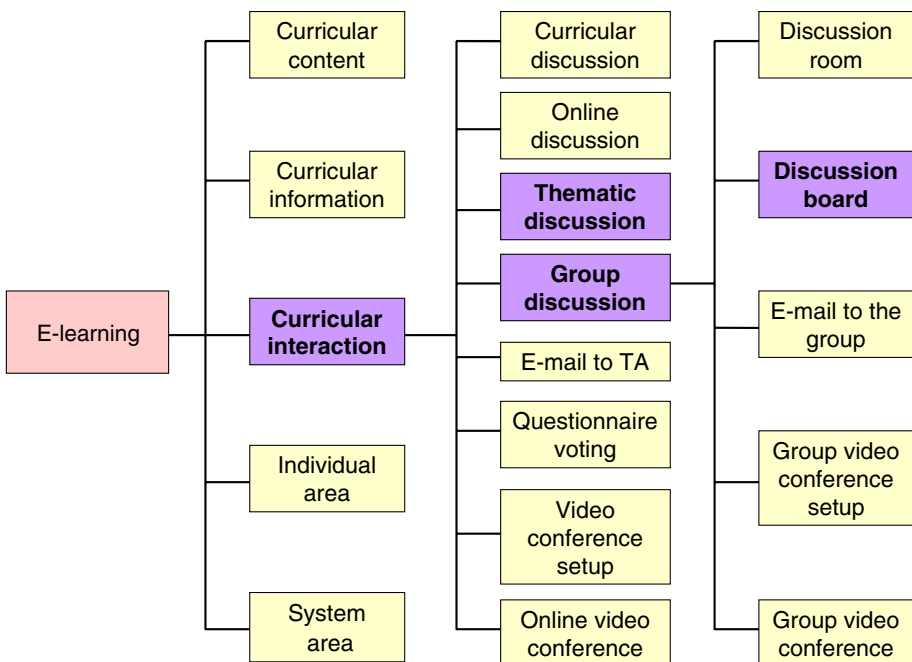 E-learning
Curricular
content
Curricular
information
Curricular
interaction
Individual
area
System
area
Curricular
discussion
Online
discussion
Thematic
discussion
Group
discussion
E-mail to TA
Questionnaire
voting
Video
conference
setup
Online video
conference
Discussion
room
Discussion
board
E-mail to the
group
Group video
conference
setup
Group video
conference